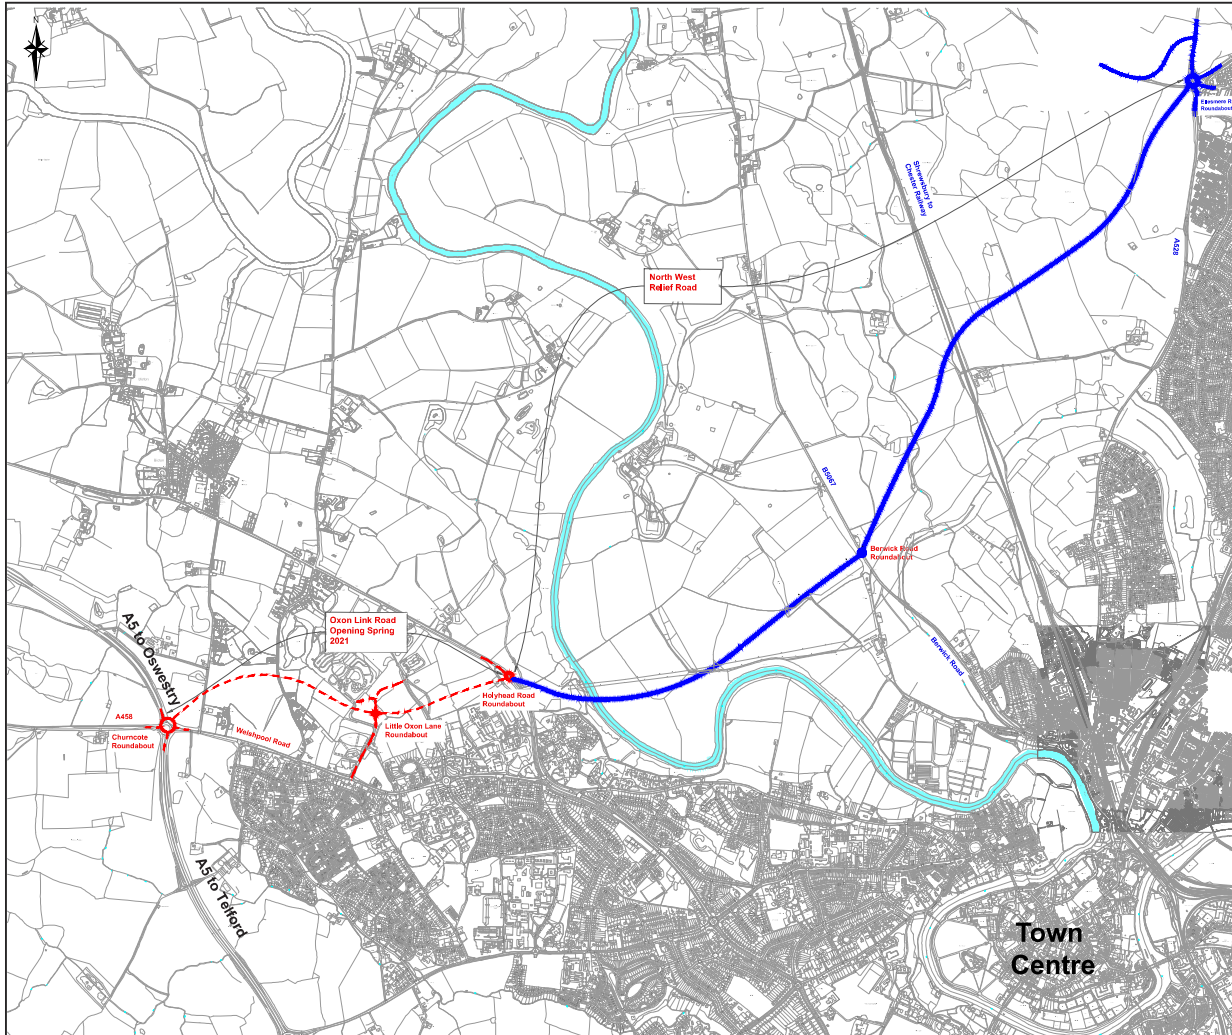 N
Ellesmere R
Roundabout
Shrewsbury to
Chester Railway
A528
North West
Relief Road
B5067
Berwick Road
Roundabout
Berwick Road
Oxon Link Road
Opening Spring
2021
A5 to Oswestry
Holyhead Road
Roundabout
A458
Churncote
Roundabout
Welshpool Road
Little Oxon Lane
Roundabout
A5 to Telford
Town
Centre